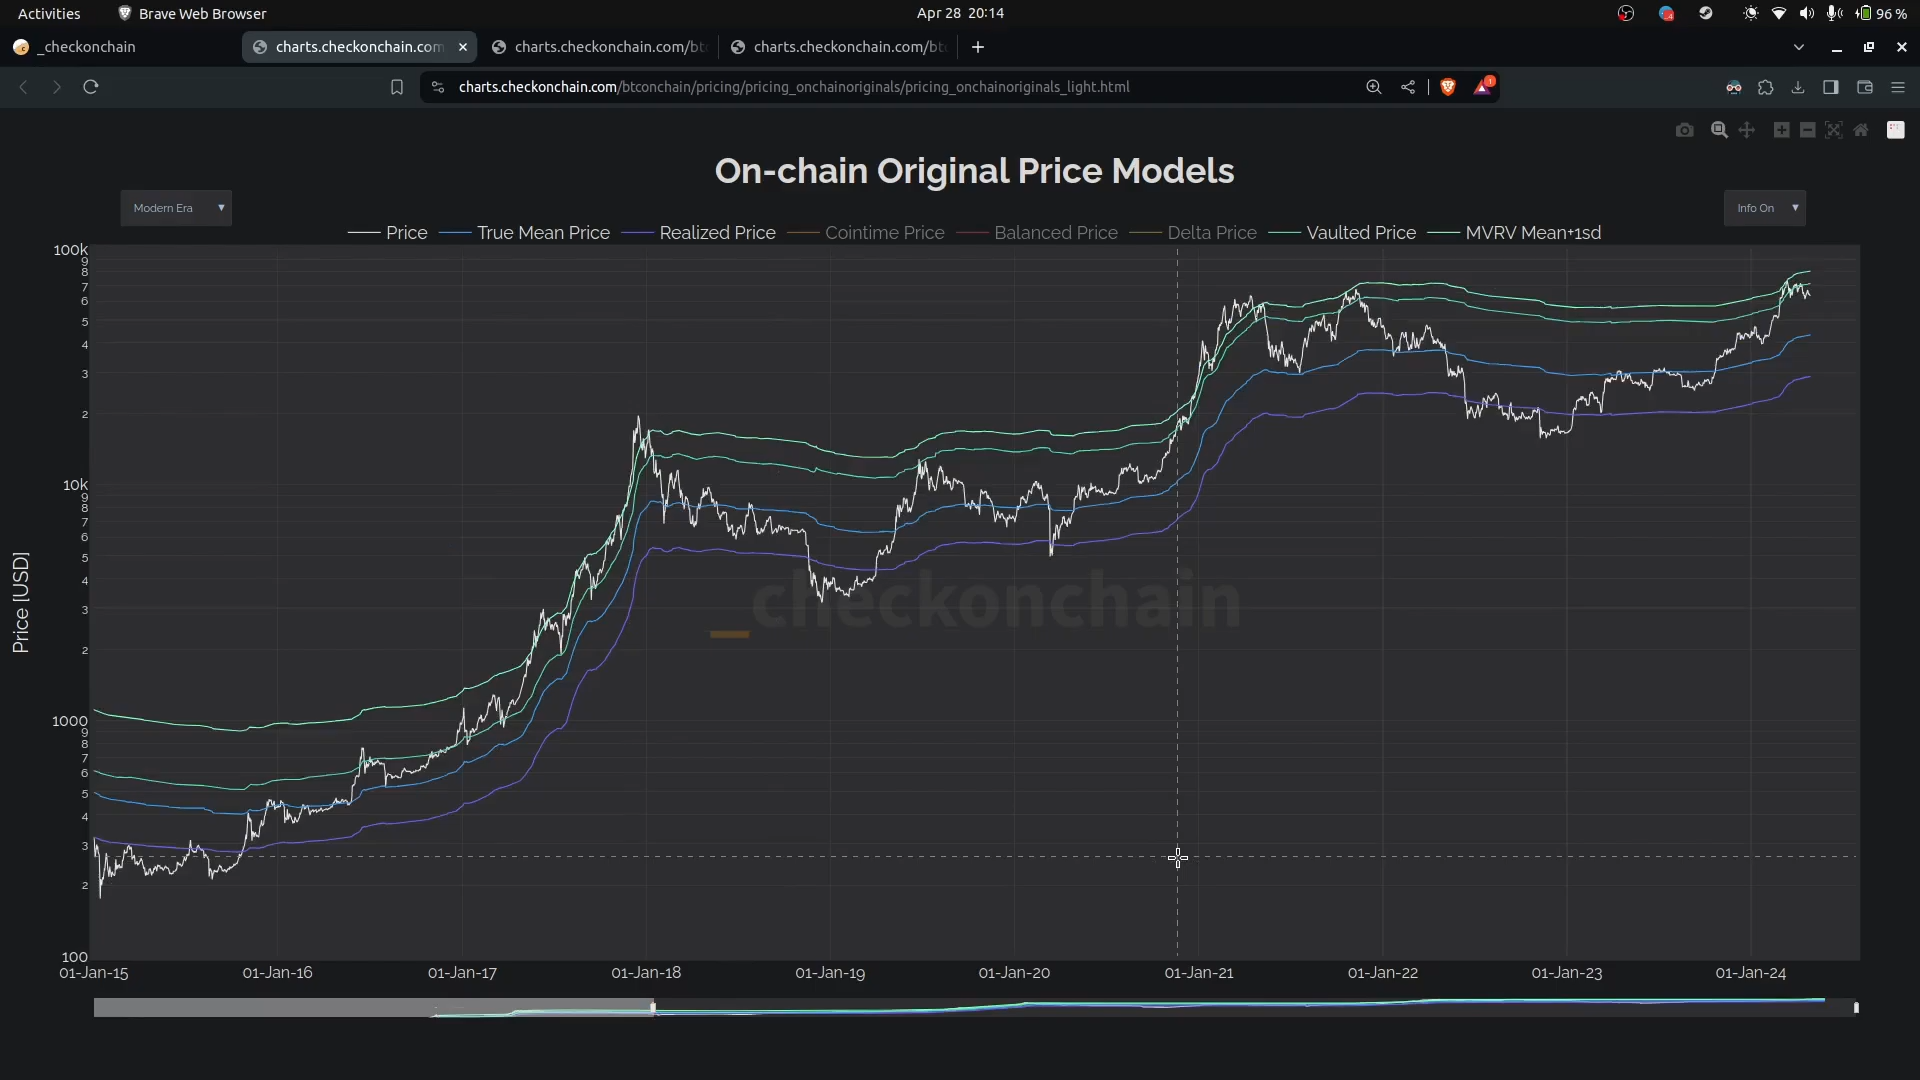 Activities Brave Web Browser Apr 28 20:14 96 %
_checkonchain charts.checkonchain.com charts.checkonchain.com/btc charts.checkonchain.com/btc
charts.checkonchain.com/btconchain/pricing/pricing_onchainoriginals/pricing_onchainoriginals_light.html 1
On-chain Original Price Models
Modern Era Info On
Price True Mean Price Realized Price Cointime Price Balanced Price Delta Price Vaulted Price MVRV Mean+1sd
100k
9
8
7
6
5
4
3
2
10k
9
8
7
6
5
4
3
2
1000
9
8
7
6
5
4
3
2
100
Price [USD]
_checkonchain
01-Jan-15 01-Jan-16 01-Jan-17 01-Jan-18 01-Jan-19 01-Jan-20 01-Jan-21 01-Jan-22 01-Jan-23 01-Jan-24